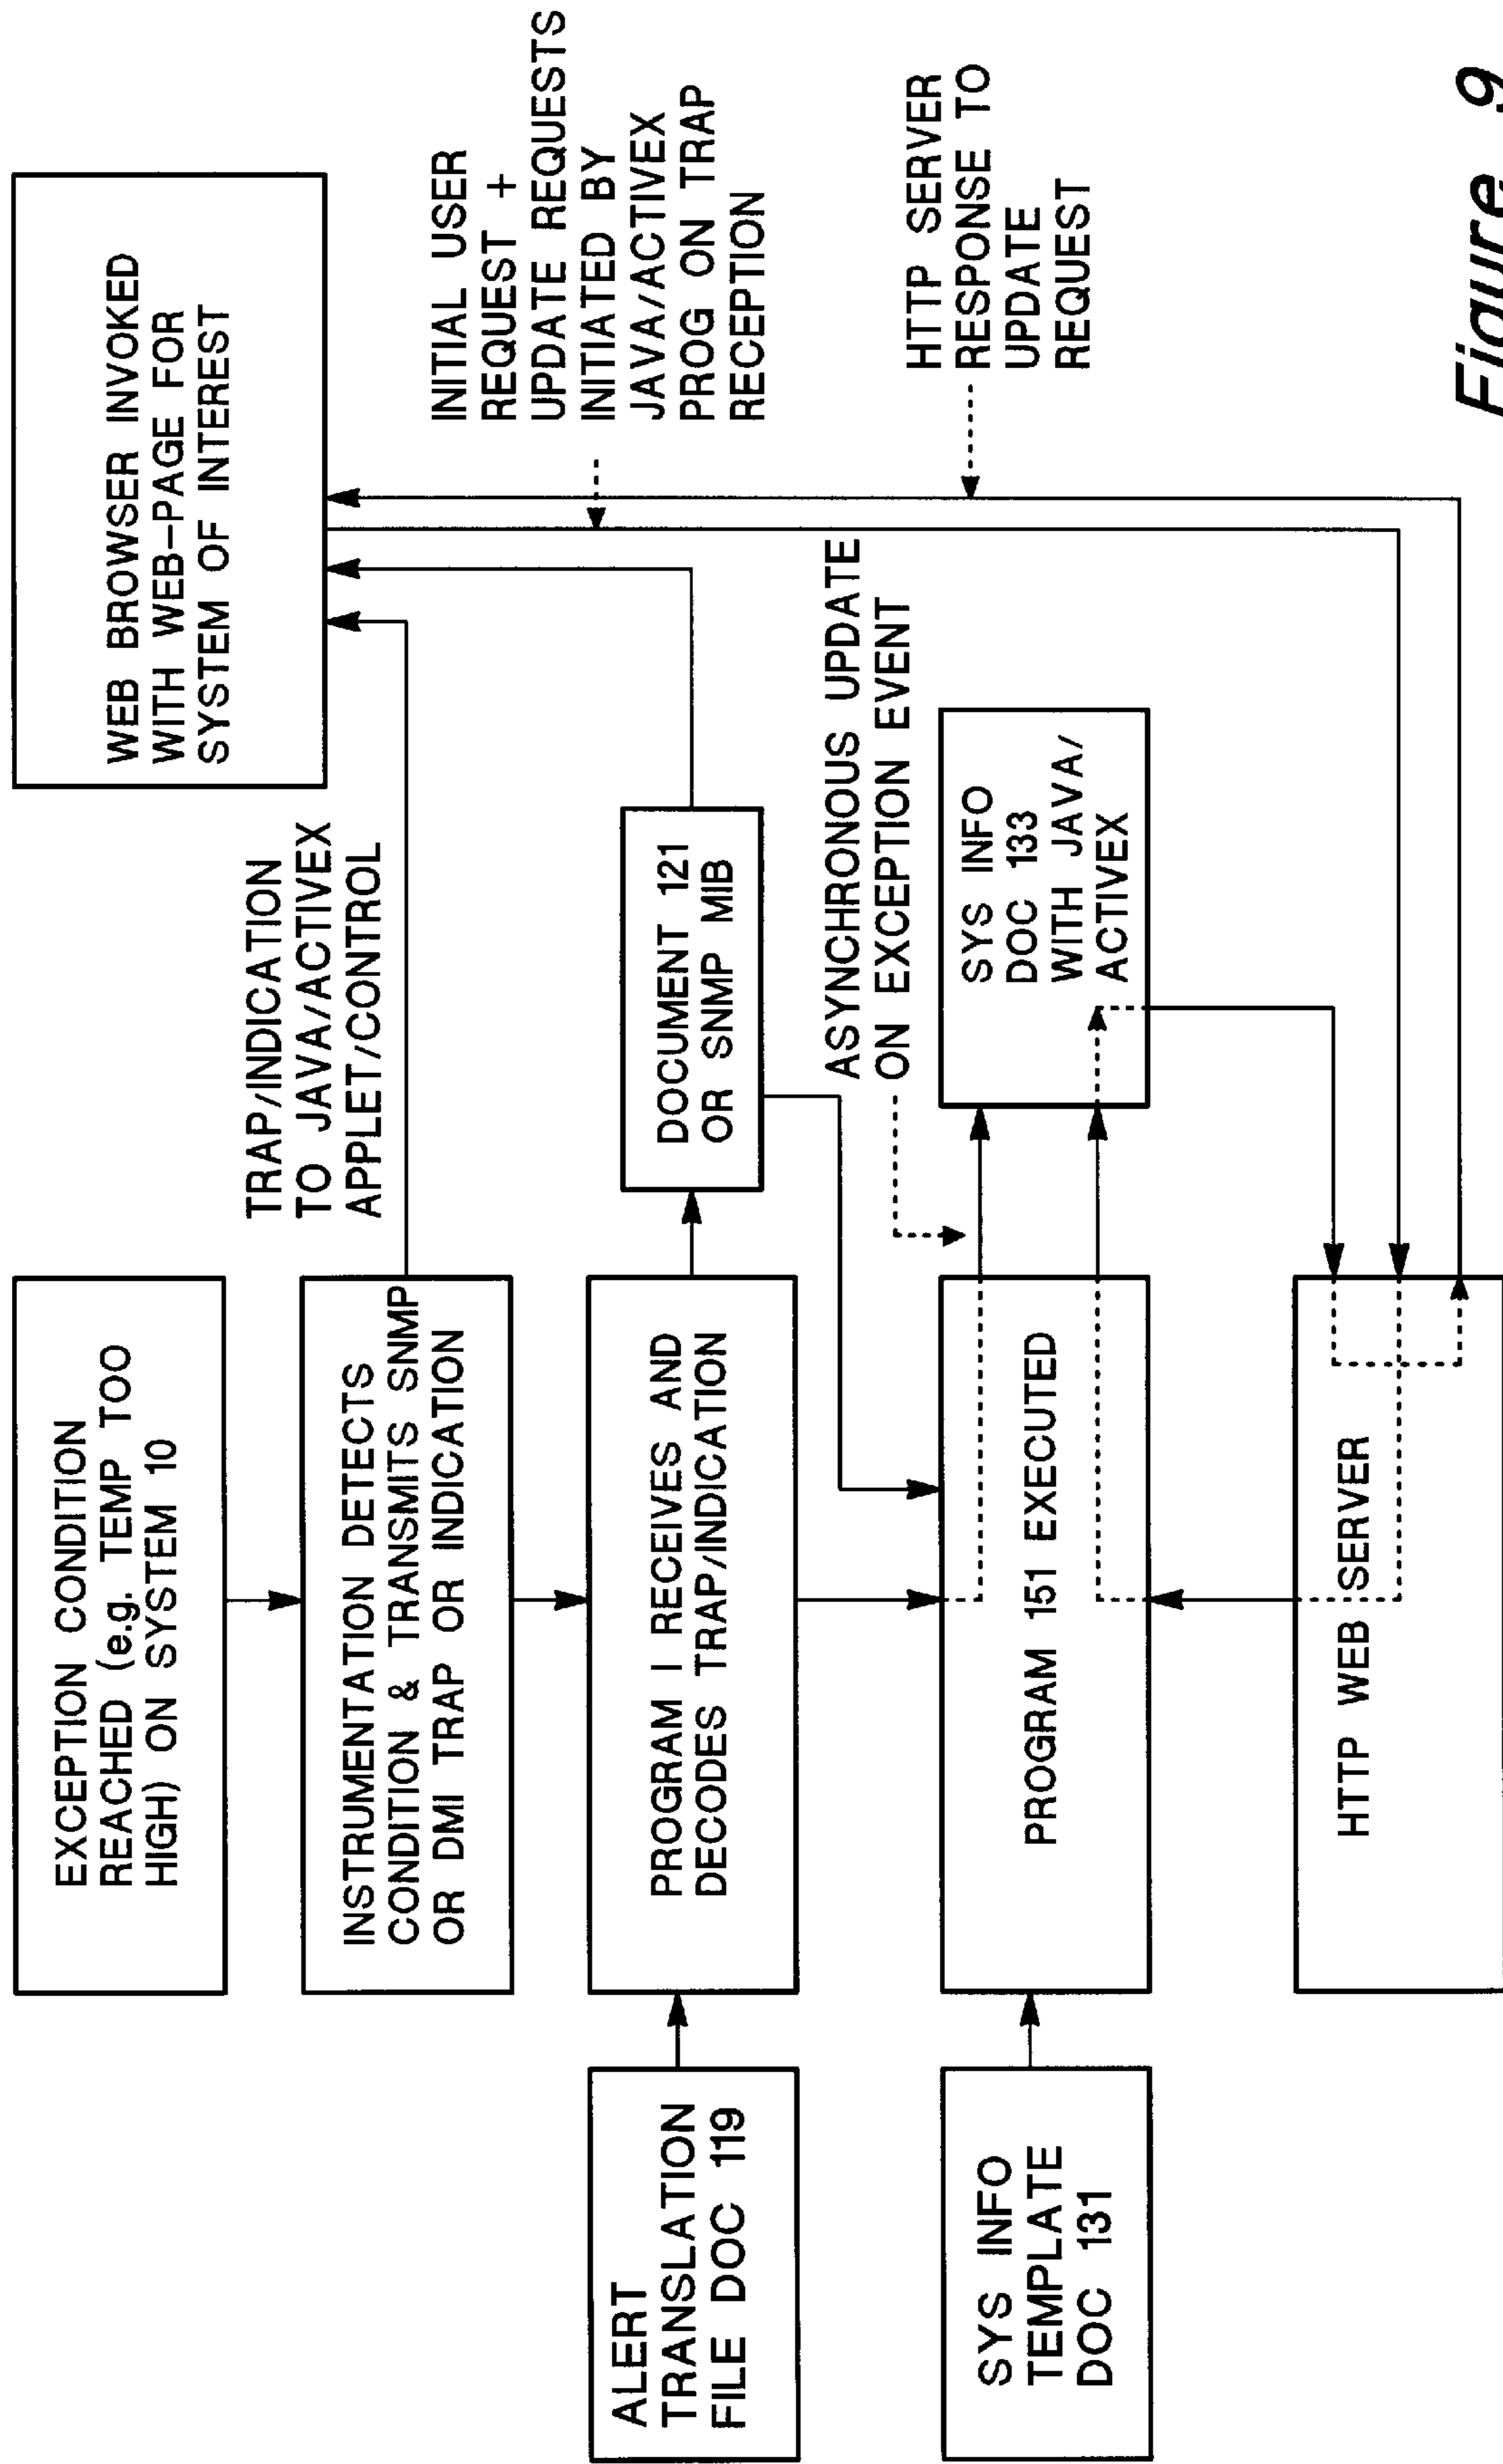 EXCEPTION CONDITION
REACHED (e.g. TEMP TOO
HIGH) ON SYSTEM 10
WEB BROWSER INVOKED
WITH WEB-PAGE FOR
SYSTEM OF INTEREST
TRAP/INDICATION
TO JAVA/ACTIVEX
APPLET/CONTROL
INSTRUMENTATION DETECTS
CONDITION & TRANSMITS SNMP
OR DMI TRAP OR INDICATION
INITIAL USER
REQUEST +
UPDATE REQUESTS
INITIATED BY
JAVA/ACTIVEX
PROG ON TRAP
RECEPTION
ALERT
TRANSLATION
FILE DOC 119
PROGRAM I RECEIVES AND
DECODES TRAP/INDICATION
DOCUMENT 121
OR SNMP MIB
ASYNCHRONOUS UPDATE
ON EXCEPTION EVENT
HTTP SERVER
RESPONSE TO
UPDATE
REQUEST
SYS INFO
TEMPLATE
DOC 131
PROGRAM 151 EXECUTED
SYS INFO
DOC 133
WITH JAVA/
ACTIVEX
HTTP WEB SERVER
Figure 9